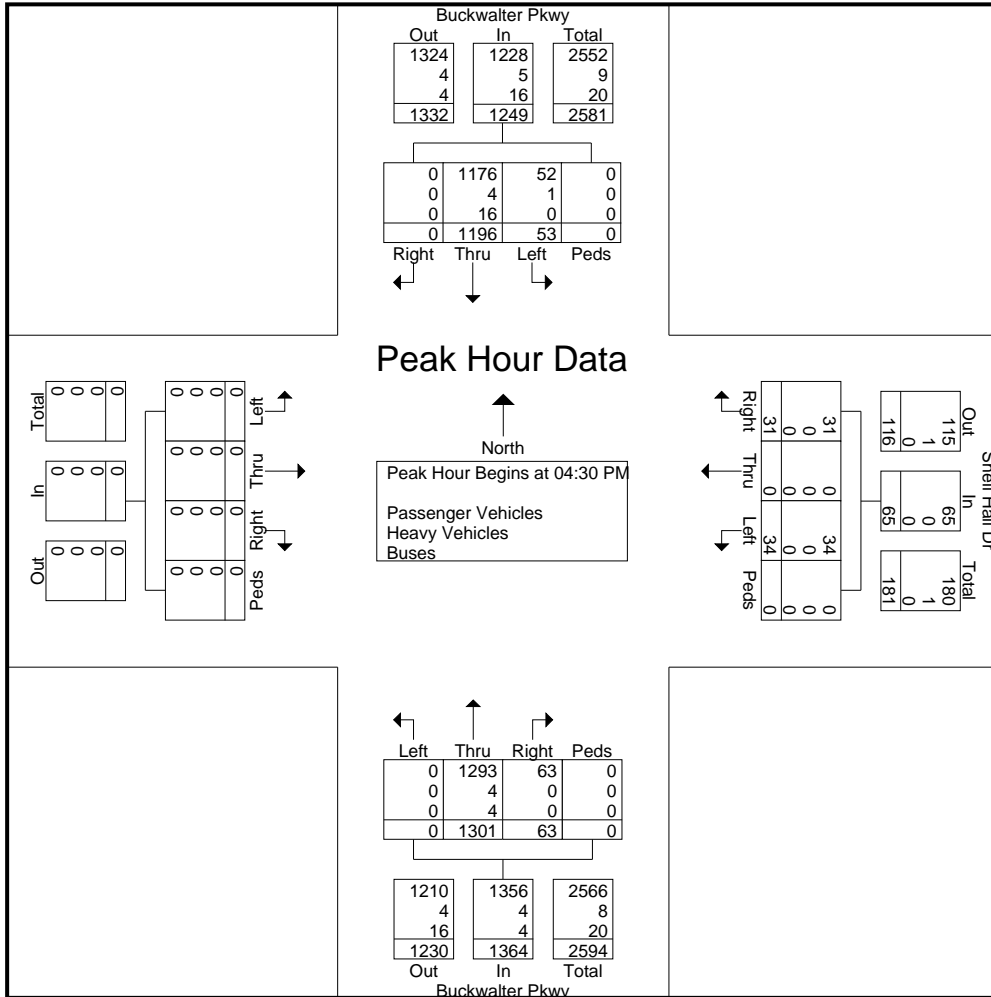 Buckwalter Pkwy
Out In Total
1324 1228 2552
4 5 9
4 16 20
1332 1249 2581
0 1176 52 0
0 4 1 0
0 16 0 0
0 1196 53 0
Right Thru Left Peds
Peak Hour Data
North
Peak Hour Begins at 04:30 PM
Passenger Vehicles
Heavy Vehicles
Buses
Total
0 0 0 0
In
0 0 0 0
Out
0 0 0 0
Left
0 0 0 0
Thru
0 0 0 0
Right
0 0 0 0
Peds
0 0 0 0
Right
31 0 0 31
Thru
0 0 0 0
Left
34 0 0 34
Peds
0 0 0 0
Shell Hall Dr
Out
115 1 0 116
In
65 0 0 65
Total
180 1 0 181
Left Thru Right Peds
0 1293 63 0
0 4 0 0
0 4 0 0
0 1301 63 0
1210 1356 2566
4 4 8
16 4 20
1230 1364 2594
Out In Total
Buckwalter Pkwy